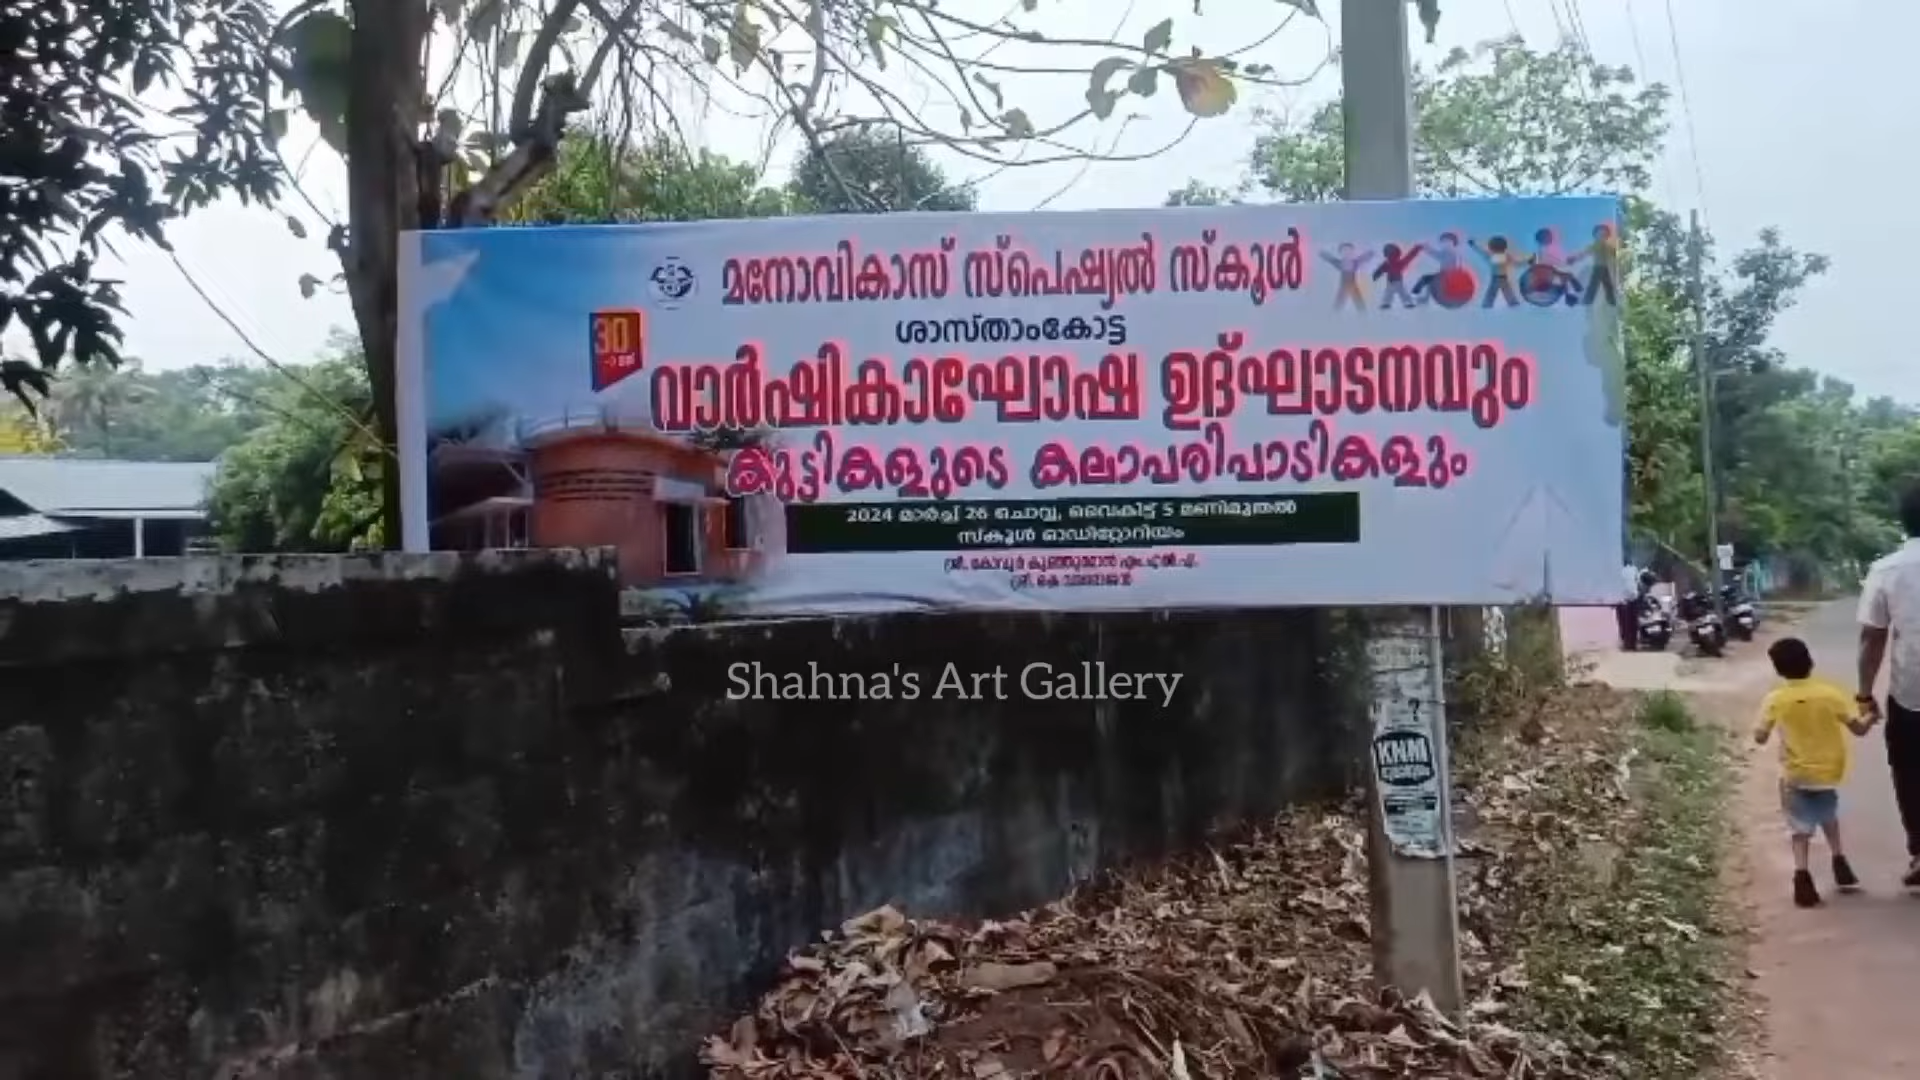 മനോവികാസ് സ്പെഷ്യൽ സ്കൂൾ
ശാസ്താംകോട്ട
30
വാർഷികാഘോഷ ഉദ്ഘാടനവും
കുട്ടികളുടെ കലാപരിപാടികളും
2024 മാർച്ച് 26 ചൊവ്വ, വൈകിട്ട് 5 മണിമുതൽ
സ്കൂൾ ഓഡിറ്റോറിയം
ശ്രീ. കോവൂർ കുഞ്ഞുമോൻ എം.എൽ.എ.
ശ്രീ. കെ
Shahna's Art Gallery
?
KNM